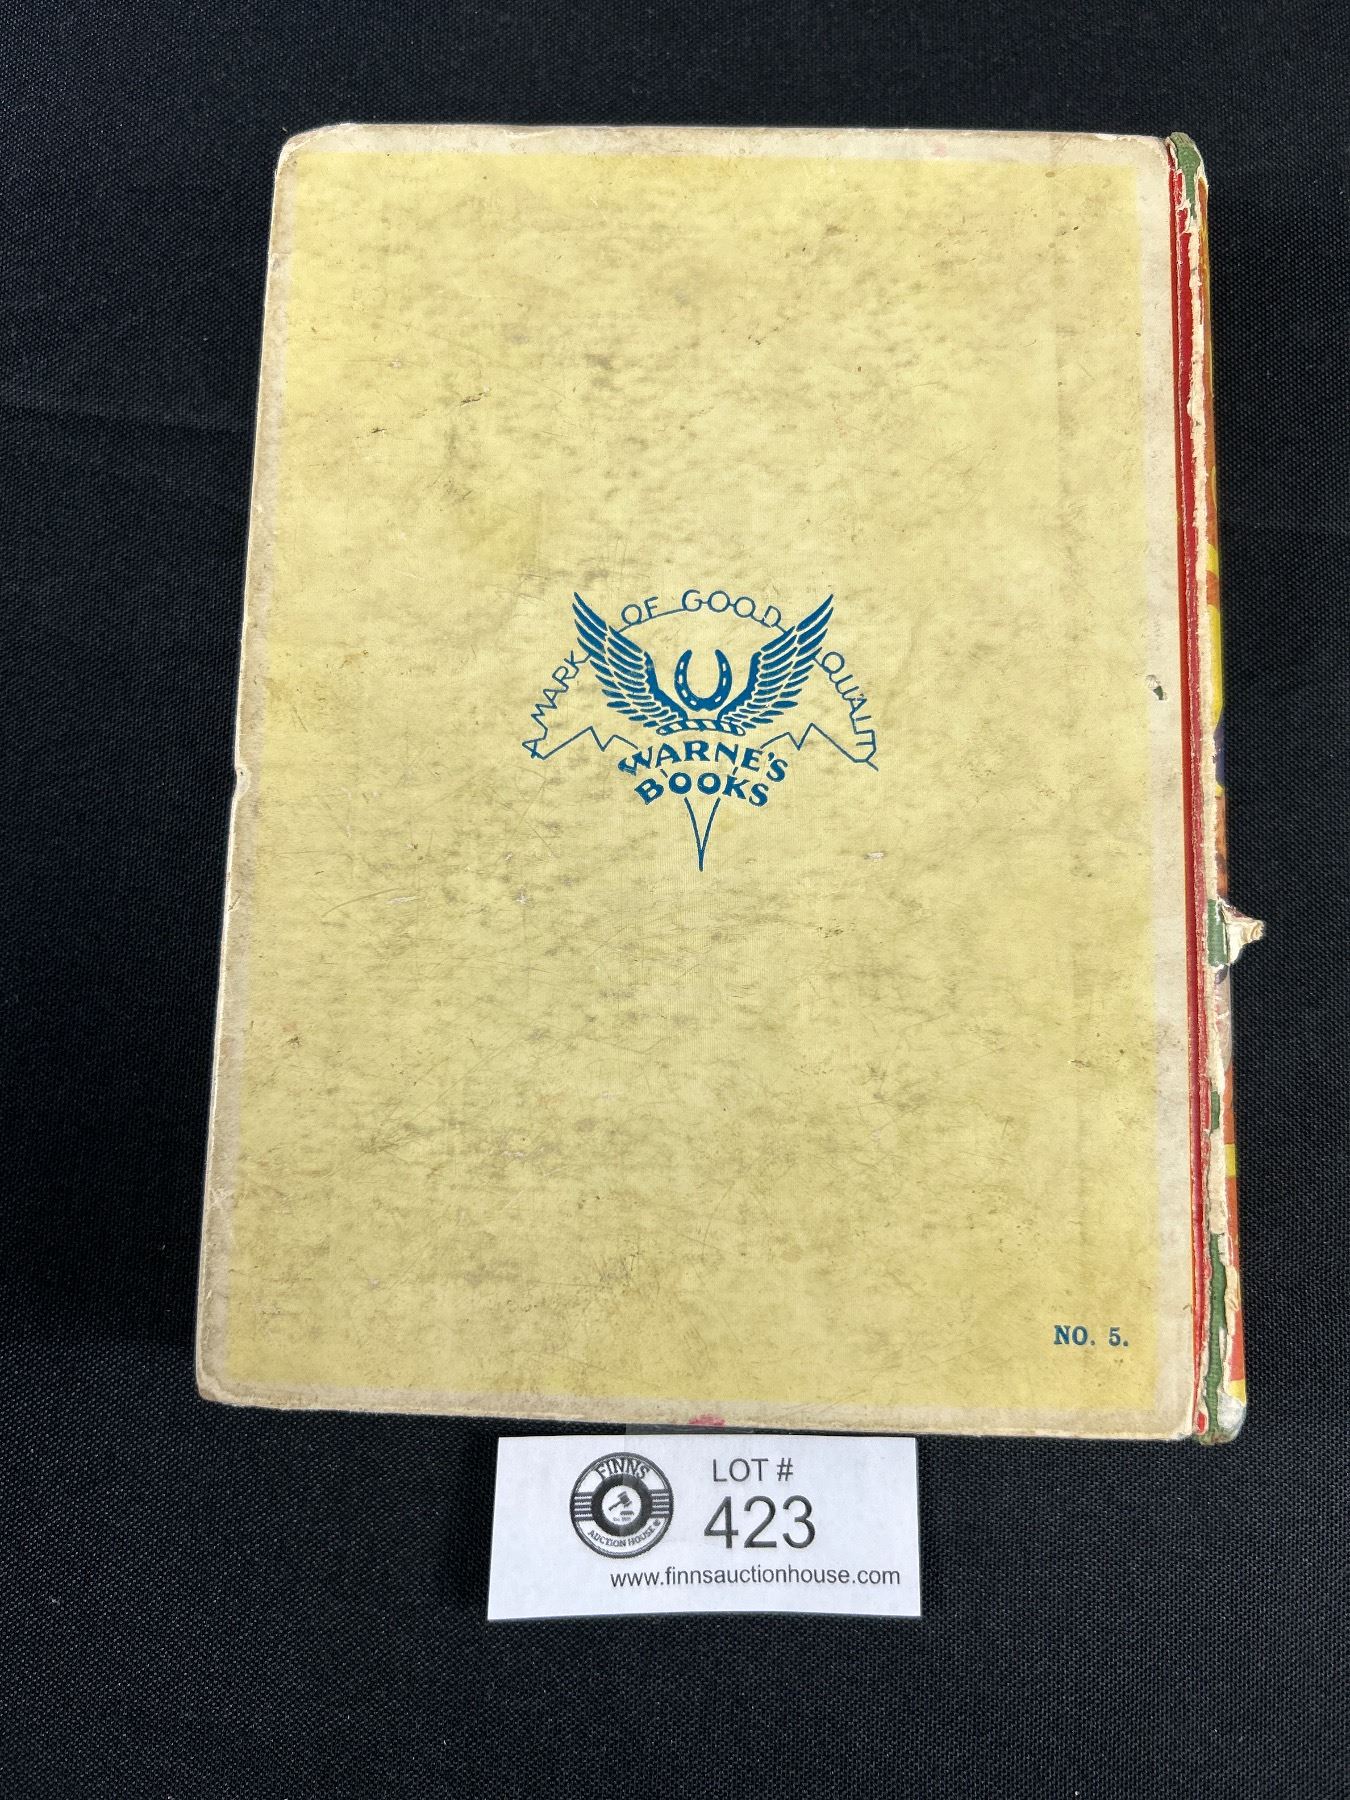 A MARK OF GOOD QUALITY
WARNE'S
BOOKS
NO. 5.
FINNS
AUCTION HOUSE
LOT #
423
www.finnsauctionhouse.com